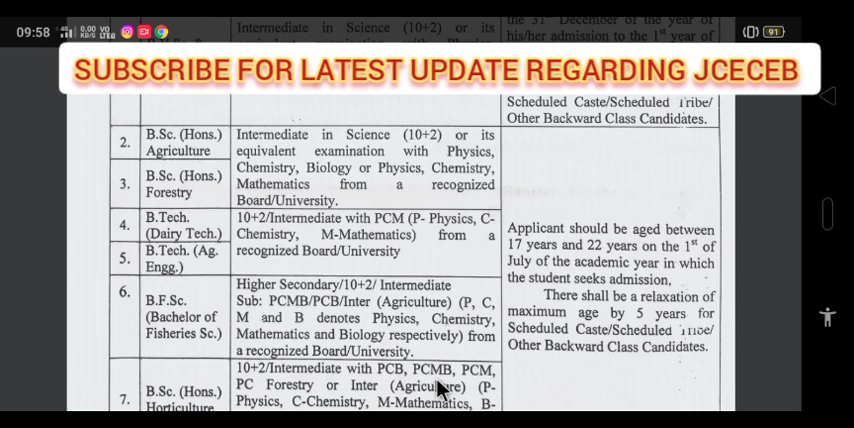 09:58
4G
0.00
KB/S
VO
LTE
91
Intermediate in Science (10+2) or its
the 31st December of the year of
his/her admission to the 1st year of
SUBSCRIBE FOR LATEST UPDATE REGARDING JCECEB
Scheduled Caste/Scheduled Tribe/
Other Backward Class Candidates.
2.
B.Sc. (Hons.)
Agriculture
3.
B.Sc. (Hons.)
Forestry
Intermediate in Science (10+2) or its
equivalent examination with Physics,
Chemistry, Biology or Physics, Chemistry,
Mathematics from a recognized
Board/University.
4.
B.Tech.
(Dairy Tech.)
5.
B.Tech. (Ag.
Engg.)
10+2/Intermediate with PCM (P- Physics, C-
Chemistry, M-Mathematics) from a
recognized Board/University
6.
B.F.Sc.
(Bachelor of
Fisheries Sc.)
Higher Secondary/10+2/ Intermediate
Sub: PCMB/PCB/Inter (Agriculture) (P, C,
M and B denotes Physics, Chemistry,
Mathematics and Biology respectively) from
a recognized Board/University.
7.
B.Sc. (Hons.)
Horticulture
10+2/Intermediate with PCB, PCMB, PCM,
PC Forestry or Inter (Agriculture) (P-
Physics, C-Chemistry, M-Mathematics, B-
Applicant should be aged between
17 years and 22 years on the 1st of
July of the academic year in which
the student seeks admission.
There shall be a relaxation of
maximum age by 5 years for
Scheduled Caste/Scheduled Tribe/
Other Backward Class Candidates.